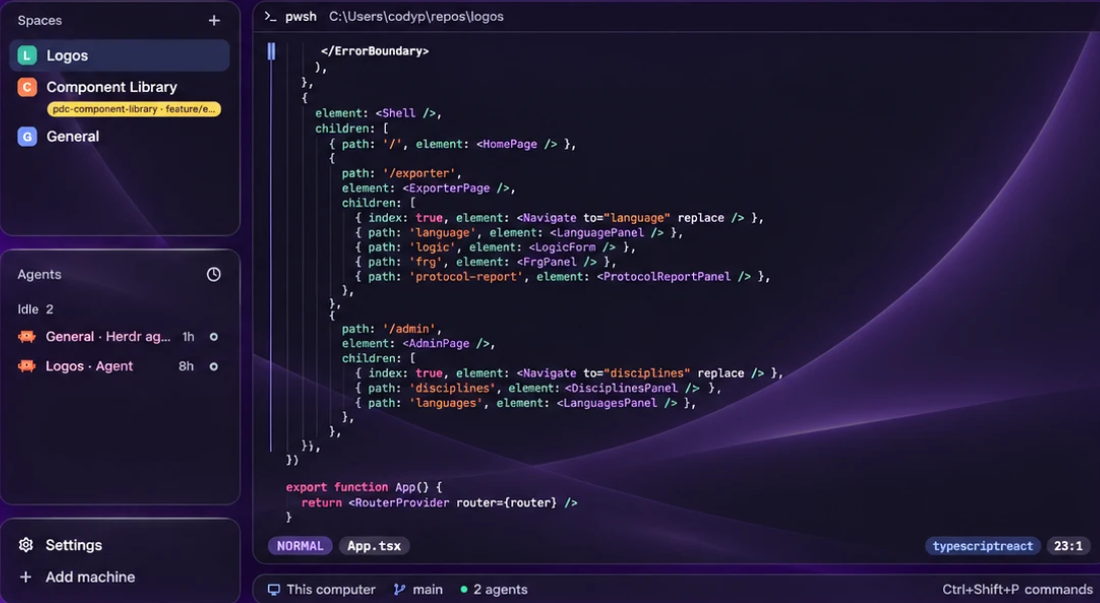 Spaces +
L Logos
C Component Library
pdc-component-library · feature/e...
G General
Agents
Idle 2
General · Herdr ag... 1h
Logos · Agent 8h
Settings
+ Add machine
>_ pwsh C:\Users\codyp\repos\logos
</ErrorBoundary>
),
},
{
element: <Shell />,
children: [
{ path: '/', element: <HomePage /> },
{
path: '/exporter',
element: <ExporterPage />,
children: [
{ index: true, element: <Navigate to="language" replace /> },
{ path: 'language', element: <LanguagePanel /> },
{ path: 'logic', element: <LogicForm /> },
{ path: 'frg', element: <FrgPanel /> },
{ path: 'protocol-report', element: <ProtocolReportPanel /> },
],
},
{
path: '/admin',
element: <AdminPage />,
children: [
{ index: true, element: <Navigate to="disciplines" replace /> },
{ path: 'disciplines', element: <DisciplinesPanel /> },
{ path: 'languages', element: <LanguagesPanel /> },
],
},
]},
])
export function App() {
return <RouterProvider router={router} />
}
NORMAL App.tsx typescriptreact 23:1
This computer main 2 agents Ctrl+Shift+P commands